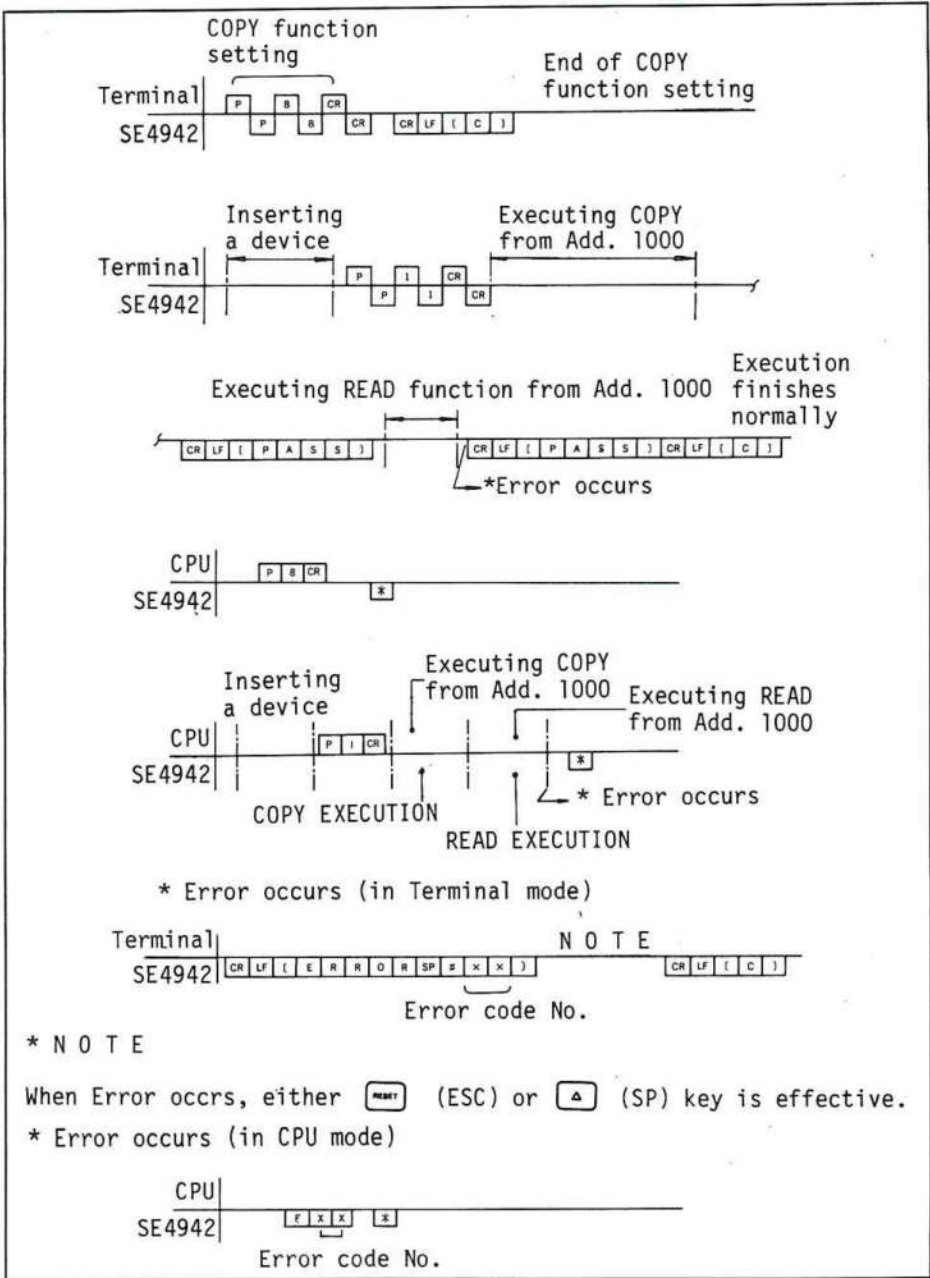 COPY function
setting
End of COPY
function setting
Terminal
P B CR
SE4942
P B CR CR LF [ C ]
Inserting
a device
Executing COPY
from Add. 1000
Terminal
P 1 CR
SE4942
P 1 CR
Executing READ function from Add. 1000
Execution
finishes
normally
CR LF [ P A S S ] CR LF [ P A S S ] CR LF [ C ]
*Error occurs
CPU
P B CR
SE4942
*
Inserting
a device
Executing COPY
from Add. 1000
Executing READ
from Add. 1000
CPU
P 1 CR
SE4942
*
COPY EXECUTION
* Error occurs
READ EXECUTION
* Error occurs (in Terminal mode)
Terminal
N O T E
SE4942
CR LF [ E R R O R SP # X X ] CR LF [ C ]
Error code No.
* N O T E
When Error occrs, either RESET (ESC) or △ (SP) key is effective.
* Error occurs (in CPU mode)
CPU
SE4942
E X X *
Error code No.